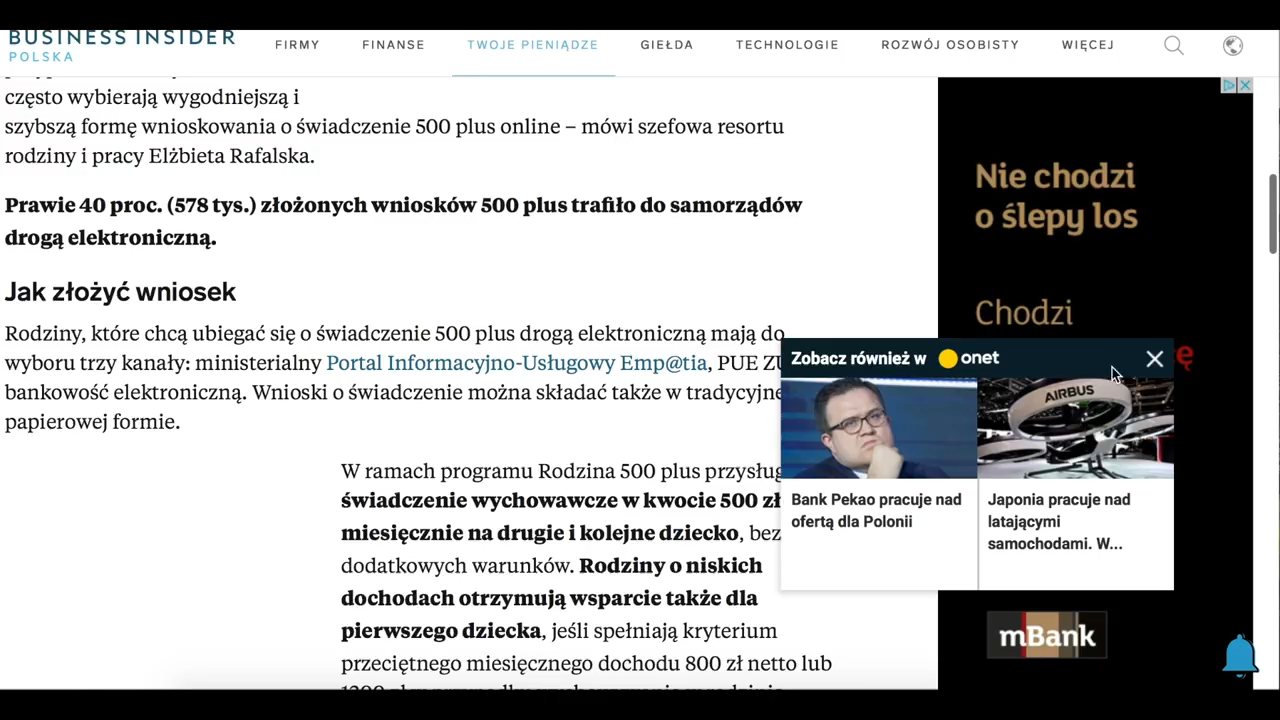 BUSINESS INSIDER
POLSKA
FIRMY
FINANSE
TWOJE PIENIĄDZE
GIEŁDA
TECHNOLOGIE
ROZWÓJ OSOBISTY
WIĘCEJ
często wybierają wygodniejszą i
szybszą formę wnioskowania o świadczenie 500 plus online – mówi szefowa resortu
rodziny i pracy Elżbieta Rafalska.
Prawie 40 proc. (578 tys.) złożonych wniosków 500 plus trafiło do samorządów
drogą elektroniczną.
Jak złożyć wniosek
Rodziny, które chcą ubiegać się o świadczenie 500 plus drogą elektroniczną mają do
wyboru trzy kanały: ministerialny Portal Informacyjno-Usługowy Emp@tia, PUE
bankowość elektroniczną. Wnioski o świadczenie można składać także w
papierowej formie.
W ramach programu Rodzina 500 plus
świadczenie wychowawcze w kwocie 500 zł
miesięcznie na drugie i kolejne dziecko, bez
dodatkowych warunków. Rodziny o niskich
dochodach otrzymują wsparcie także dla
pierwszego dziecka, jeśli spełniają kryterium
przeciętnego miesięcznego dochodu 800 zł netto lub
Nie chodzi
o ślepy los
Chodzi
Zobacz również w onet
AIRBUS
Bank Pekao pracuje nad
ofertą dla Polonii
Japonia pracuje nad
latającymi
samochodami. W...
mBank